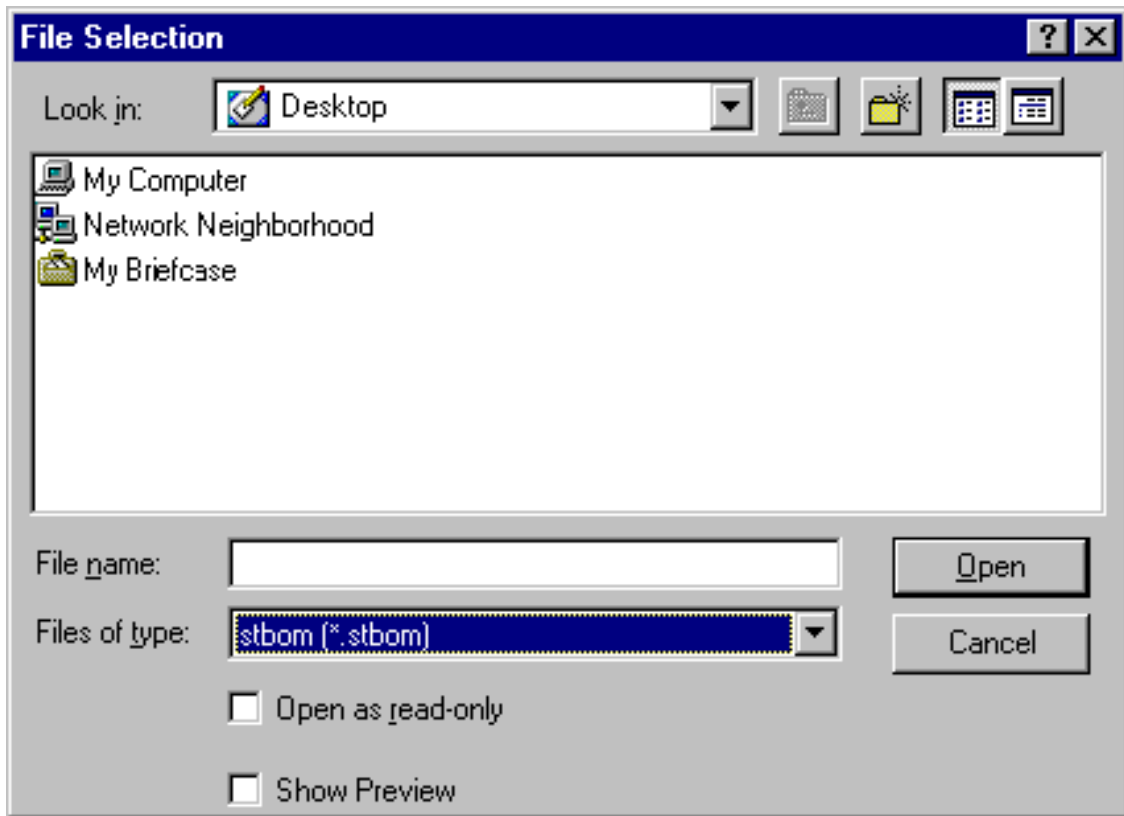 File Selection
Look in: Desktop
My Computer
Network Neighborhood
My Briefcase
File name: Open
Files of type: stbom (*.stbom) Cancel
Open as read-only
Show Preview